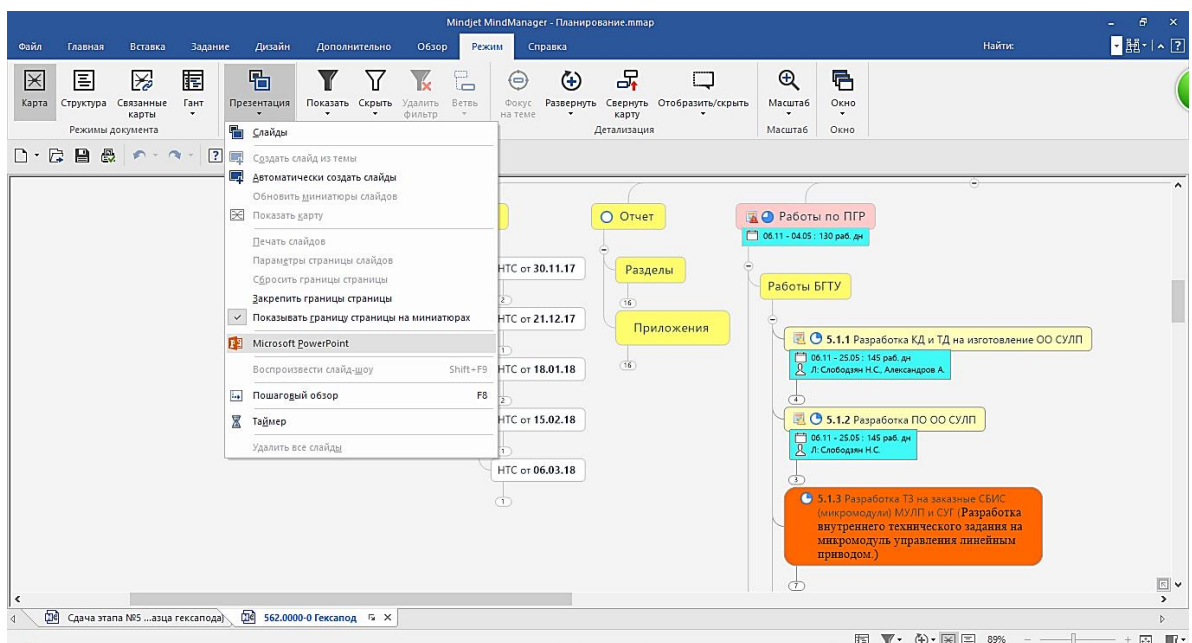 Mindjet MindManager - Планирование.mmap
Файл Главная Вставка Задание Дизайн Дополнительно Обзор Режим Справка Найти:
Карта Структура Связанные карты Гант Презентация Показать Скрыть Удалить фильтр Ветвь Фокус на теме Развернуть Свернуть карту Отобразить/скрыть Масштаб Окно
Режимы документа Детализация Масштаб Окно
Слайды
Создать слайд из темы
Автоматически создать слайды
Обновить миниатюры слайдов
Показать карту
Печать слайдов
Параметры страницы слайдов
Сбросить границы страницы
Закрепить границы страницы
Показывать границу страницы на миниатюрах
Microsoft PowerPoint
Воспроизвести слайд-шоу Shift+F9
Пошаговый обзор F8
Таймер
Удалить все слайды
НТС от 30.11.17
2
НТС от 21.12.17
1
НТС от 18.01.18
2
НТС от 15.02.18
1
НТС от 06.03.18
1
Отчет
Разделы
16
Приложения
16
Работы по ПГР
06.11 - 04.05 : 130 раб. дн
Работы БГТУ
5.1.1 Разработка КД и ТД на изготовление ОО СУЛП
06.11 - 25.05 : 145 раб. дн
Л: Слободзян Н.С., Александров А.
4
5.1.2 Разработка ПО ОО СУЛП
06.11 - 25.05 : 145 раб. дн
Л: Слободзян Н.С.
3
5.1.3 Разработка ТЗ на заказные СБИС
(микромодули) МУЛП и СУГ (Разработка
внутреннего технического задания на
микромодуль управления линейным
приводом.)
7
Сдача этапа №5 ...азца гексапода) 562.0000-0 Гексапод
89%